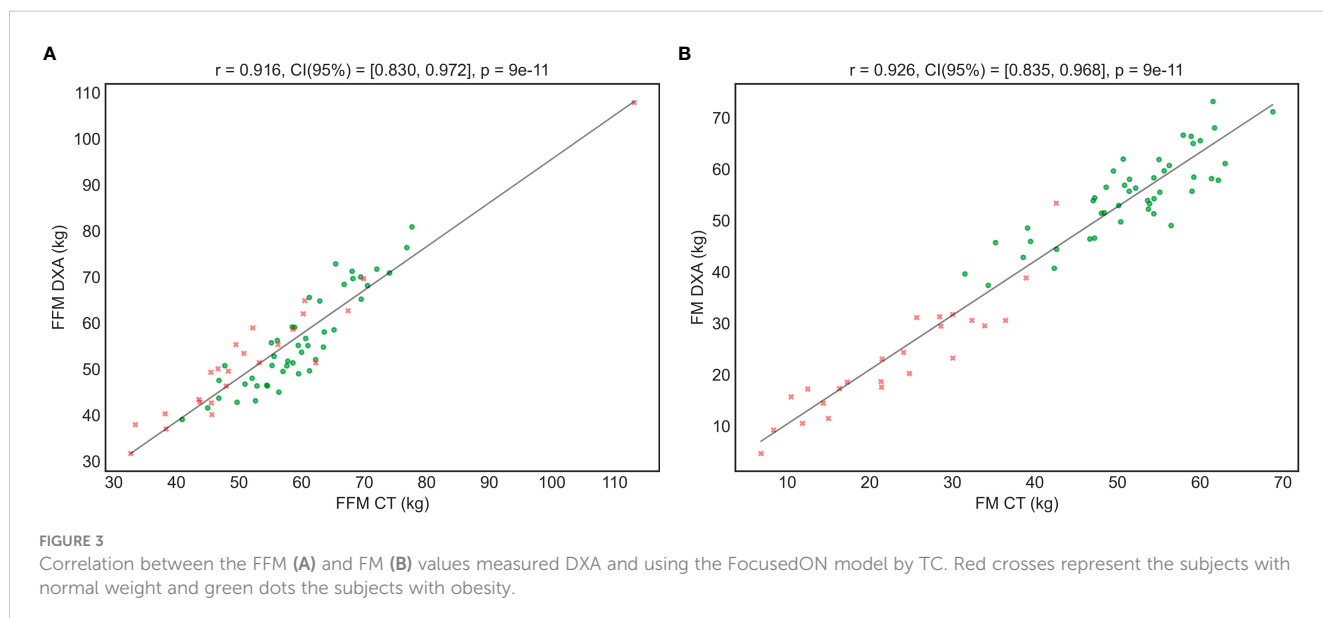 A
B
r = 0.916, CI(95%) = [0.830, 0.972], p = 9e-11
r = 0.926, CI(95%) = [0.835, 0.968], p = 9e-11
110
100
90
80
70
60
50
40
30
FFM DXA (kg)
30 40 50 60 70 80 90 100 110
FFM CT (kg)
70
60
50
40
30
20
10
FM DXA (kg)
10 20 30 40 50 60 70
FM CT (kg)
FIGURE 3
Correlation between the FFM (A) and FM (B) values measured DXA and using the FocusedON model by TC. Red crosses represent the subjects with
normal weight and green dots the subjects with obesity.